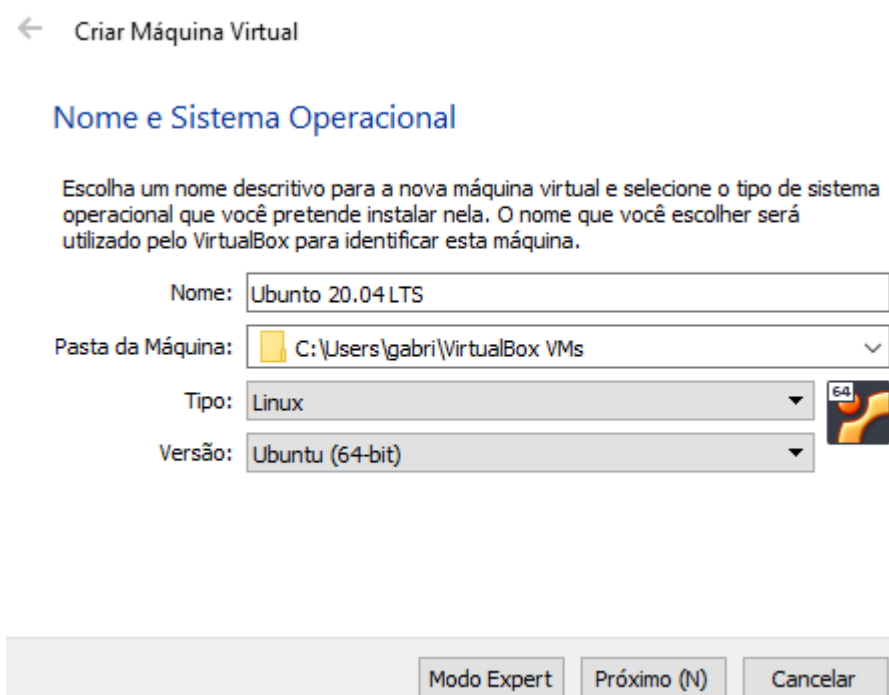 Criar Máquina Virtual
Nome e Sistema Operacional
Escolha um nome descritivo para a nova máquina virtual e selecione o tipo de sistema
operacional que você pretende instalar nela. O nome que você escolher será
utilizado pelo VirtualBox para identificar esta máquina.
Nome: Ubunto 20.04 LTS
Pasta da Máquina: C:\Users\gabri\VirtualBox VMs
Tipo: Linux
64
Versão: Ubuntu (64-bit)
Modo Expert Próximo (N) Cancelar